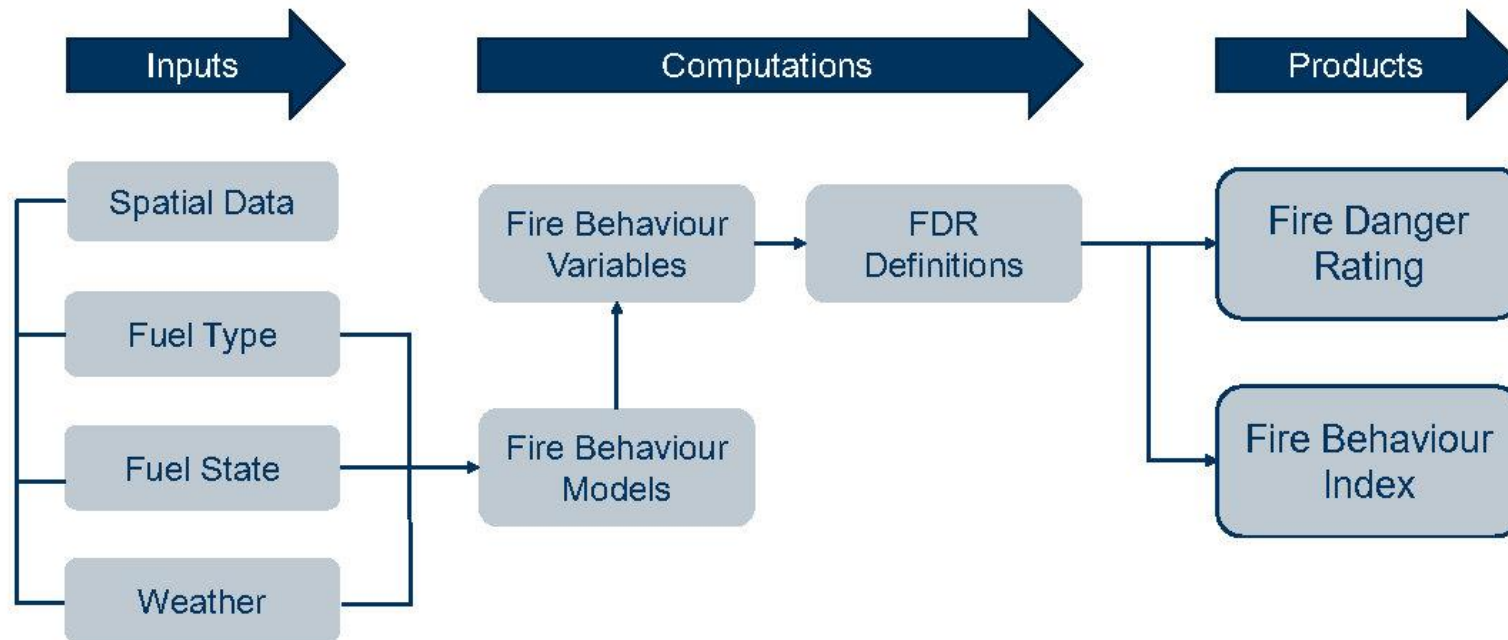 Inputs
Computations
Products
Spatial Data
Fuel Type
Fuel State
Weather
Fire Behaviour
Variables
FDR
Definitions
Fire Behaviour
Models
Fire Danger
Rating
Fire Behaviour
Index